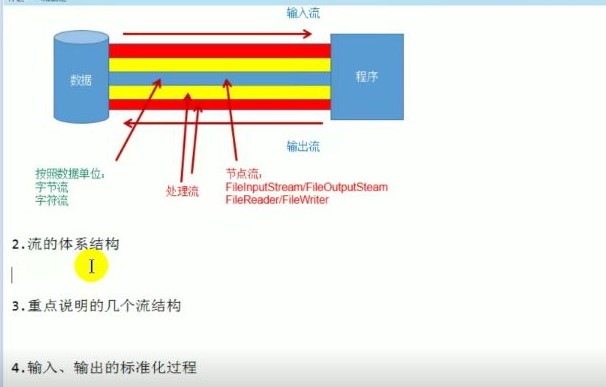 输入流
数据
程序
输出流
按照数据单位:
字节流
字符流
处理流
节点流:
FileInputStream/FileOutputSteam
FileReader/FileWriter
2.流的体系结构
3.重点说明的几个流结构
4.输入、输出的标准化过程